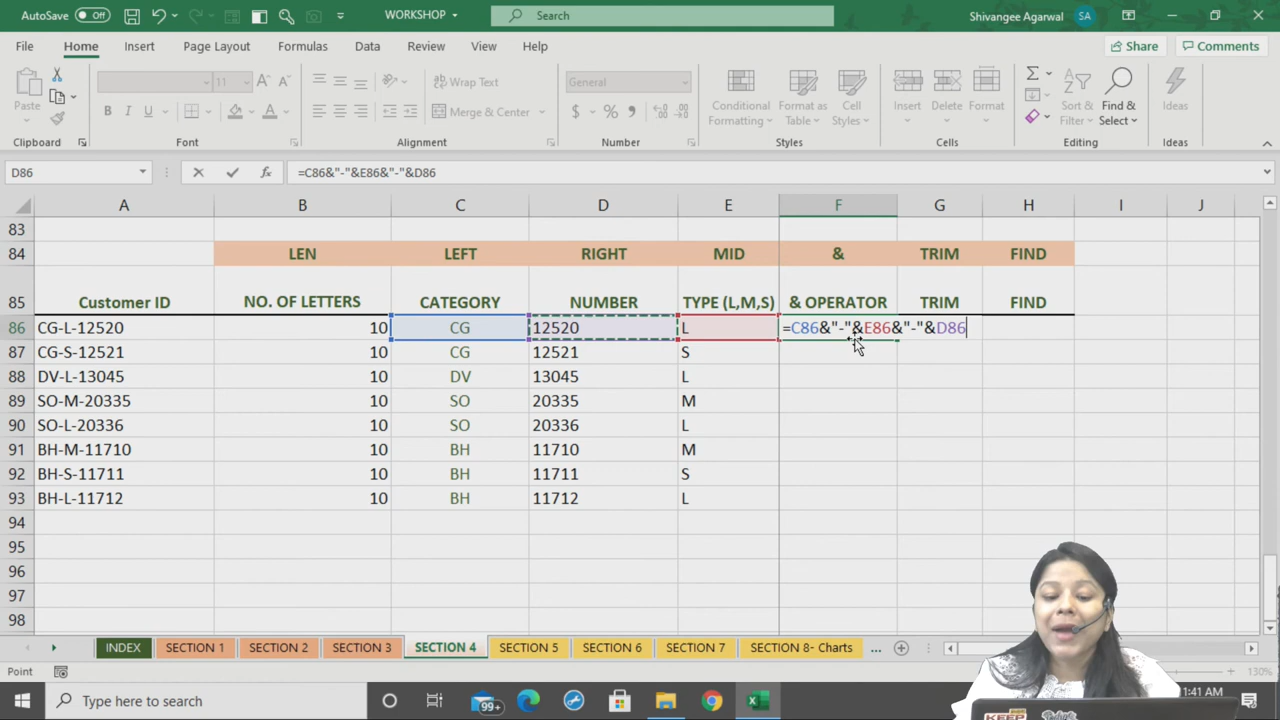 AutoSave Off WORKSHOP Search Shivangee Agarwal SA
File Home Insert Page Layout Formulas Data Review View Help Share Comments
Paste 11 A A Wrap Text General Conditional Formatting Format as Table Cell Styles Insert Delete Format Sort & Filter Find & Select Ideas
B I U A Merge & Center $ %
Clipboard Font Alignment Number Styles Cells Editing Ideas
D86 fx =C86&"-"&E86&"-"&D86
A B C D E F G H I J
83
84 LEN LEFT RIGHT MID & TRIM FIND
85 Customer ID NO. OF LETTERS CATEGORY NUMBER TYPE (L,M,S) & OPERATOR TRIM FIND
86 CG-L-12520 10 CG 12520 L =C86&"-"&E86&"-"&D86
87 CG-S-12521 10 CG 12521 S
88 DV-L-13045 10 DV 13045 L
89 SO-M-20335 10 SO 20335 M
90 SO-L-20336 10 SO 20336 L
91 BH-M-11710 10 BH 11710 M
92 BH-S-11711 10 BH 11711 S
93 BH-L-11712 10 BH 11712 L
94
95
96
97
98
INDEX SECTION 1 SECTION 2 SECTION 3 SECTION 4 SECTION 5 SECTION 6 SECTION 7 SECTION 8- Charts ...
Point 130%
Type here to search 99+ 1:41 AM
KEEP